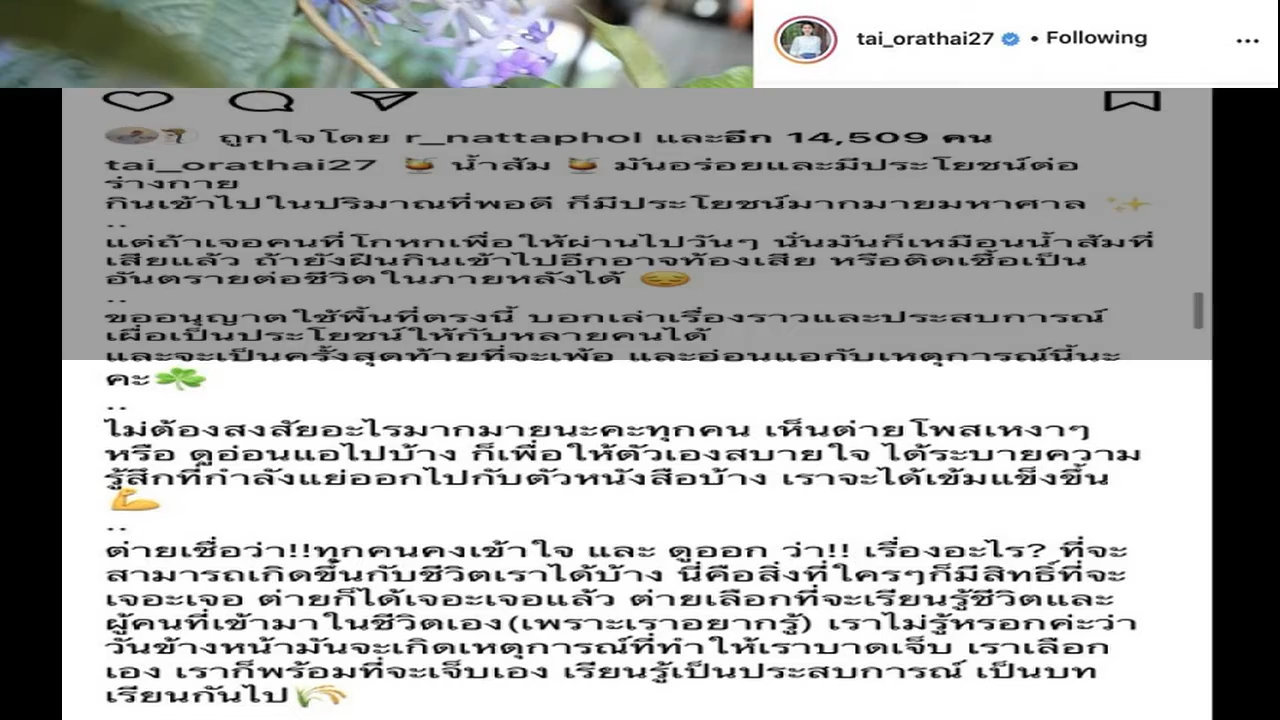 tai_orathai27 • Following
ถูกใจโดย r_nattaphol และอีก 14,509 คน
tai_orathai27 🍯 น้ำส้ม 🍯 มันอร่อยและมีประโยชน์ต่อ
ร่างกาย
กินเข้าไปในปริมาณที่พอดี ก็มีประโยชน์มากมายมหาศาล ✨
..
แต่ถ้าเจอคนที่โกหกเพื่อให้ผ่านไปวันๆ นั่นมันก็เหมือนน้ำส้มที่
เสียแล้ว ถ้ายังฝืนกินเข้าไปอีกอาจท้องเสีย หรือติดเชื้อเป็น
อันตรายต่อชีวิตในภายหลังได้ 😔
..
ขออนุญาตใช้พื้นที่ตรงนี้ บอกเล่าเรื่องราวและประสบการณ์
เผื่อเป็นประโยชน์ให้กับหลายคนได้
และจะเป็นครั้งสุดท้ายที่จะเพ้อ และอ่อนแอกับเหตุการณ์นี้นะ
คะ☘️
..
ไม่ต้องสงสัยอะไรมากมายนะคะทุกคน เห็นต่ายโพสเหงาๆ
หรือ ดูอ่อนแอไปบ้าง ก็เพื่อให้ตัวเองสบายใจ ได้ระบายความ
รู้สึกที่กำลังแย่ออกไปกับตัวหนังสือบ้าง เราจะได้เข้มแข็งขึ้น
💪
..
ต่ายเชื่อว่า!!ทุกคนคงเข้าใจ และ ดูออก ว่า!! เรื่องอะไร? ที่จะ
สามารถเกิดขึ้นกับชีวิตเราได้บ้าง นี่คือสิ่งที่ใครๆก็มีสิทธิ์ที่จะ
เจอะเจอ ต่ายก็ได้เจอะเจอแล้ว ต่ายเลือกที่จะเรียนรู้ชีวิตและ
ผู้คนที่เข้ามาในชีวิตเอง(เพราะเราอยากรู้) เราไม่รู้หรอกค่ะว่า
วันข้างหน้ามันจะเกิดเหตุการณ์ที่ทำให้เราบาดเจ็บ เราเลือก
เอง เราก็พร้อมที่จะเจ็บเอง เรียนรู้เป็นประสบการณ์ เป็นบท
เรียนกันไป🌾